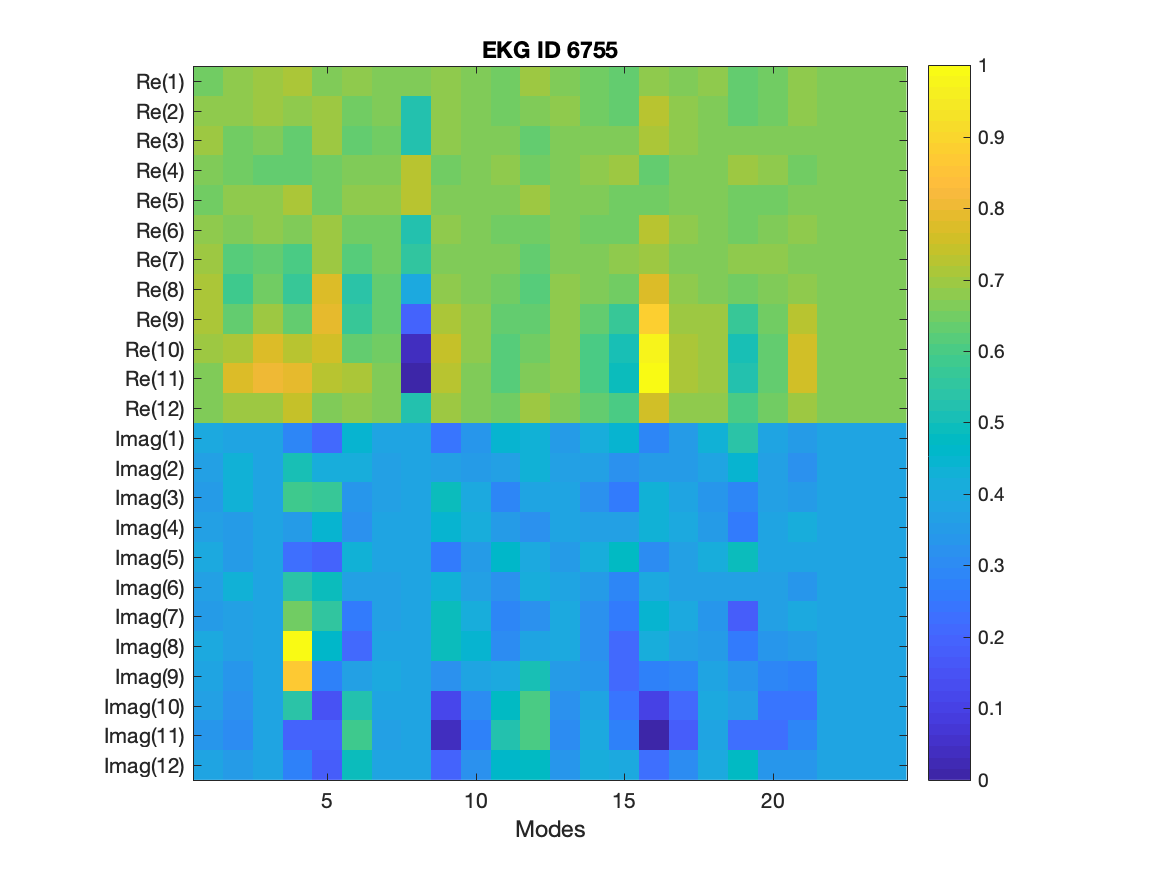 EKG ID 6755
Re(1)
Re(2)
Re(3)
Re(4)
Re(5)
Re(6)
Re(7)
Re(8)
Re(9)
Re(10)
Re(11)
Re(12)
Imag(1)
Imag(2)
Imag(3)
Imag(4)
Imag(5)
Imag(6)
Imag(7)
Imag(8)
Imag(9)
Imag(10)
Imag(11)
Imag(12)
5 10 15 20
Modes
1
0.9
0.8
0.7
0.6
0.5
0.4
0.3
0.2
0.1
0